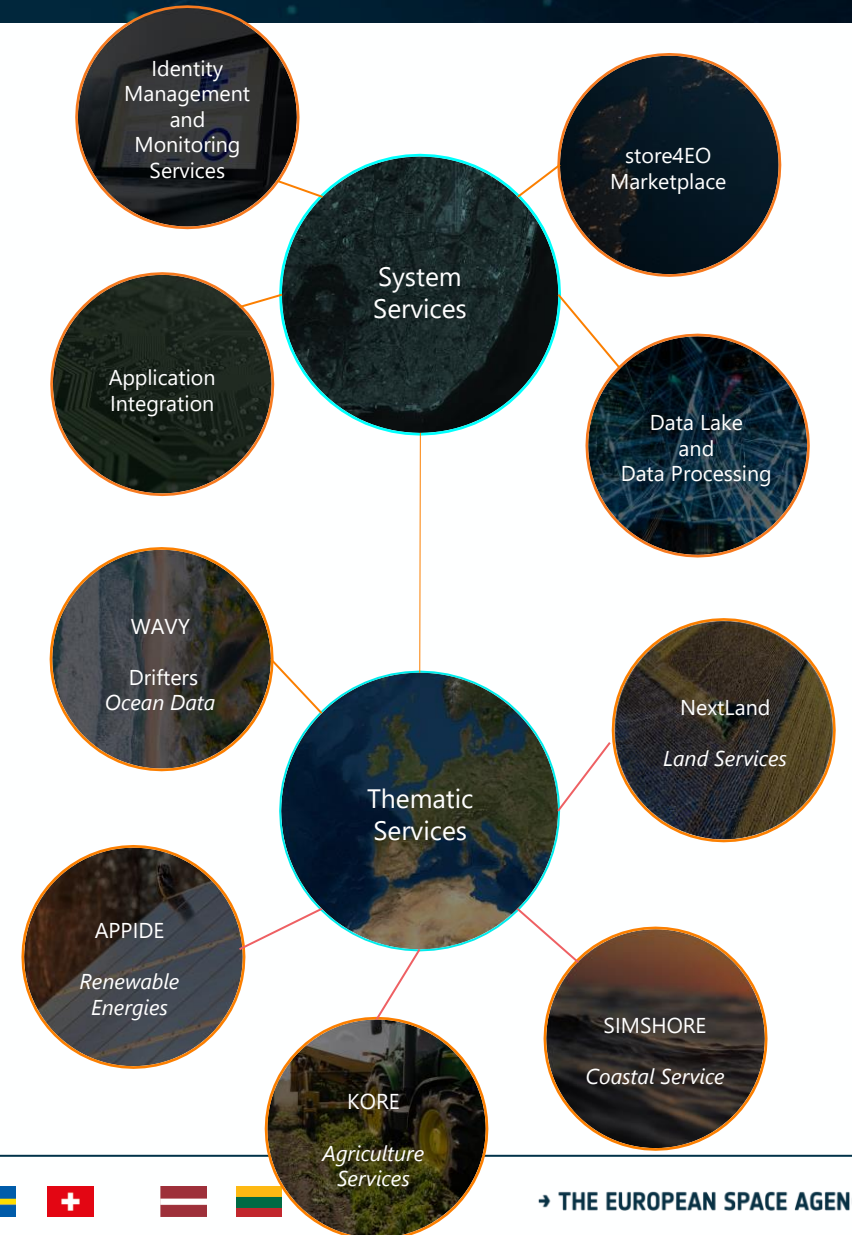 Identity
Management
and
Monitoring
Services
store4EO
Marketplace
System
Services
Application
Integration
Data Lake
and
Data Processing
WAVY
Drifters
Ocean Data
NextLand
Land Services
Thematic
Services
APPIDE
Renewable
Energies
SIMSHORE
Coastal Service
KORE
Agriculture
Services
→ THE EUROPEAN SPACE AGEN